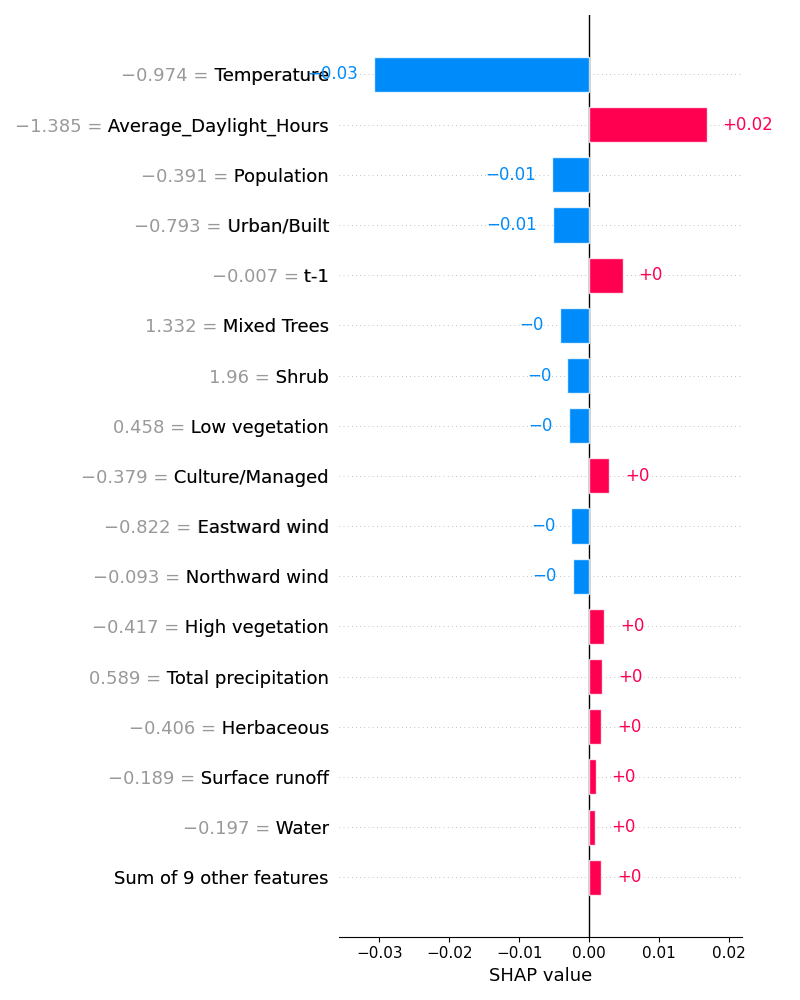 −0.974 = Temperature −0.03
−1.385 = Average_Daylight_Hours +0.02
−0.391 = Population −0.01
−0.793 = Urban/Built −0.01
−0.007 = t-1 +0
1.332 = Mixed Trees −0
1.96 = Shrub −0
0.458 = Low vegetation −0
−0.379 = Culture/Managed +0
−0.822 = Eastward wind −0
−0.093 = Northward wind −0
−0.417 = High vegetation +0
0.589 = Total precipitation +0
−0.406 = Herbaceous +0
−0.189 = Surface runoff +0
−0.197 = Water +0
Sum of 9 other features +0
−0.03 −0.02 −0.01 0.00 0.01 0.02
SHAP value